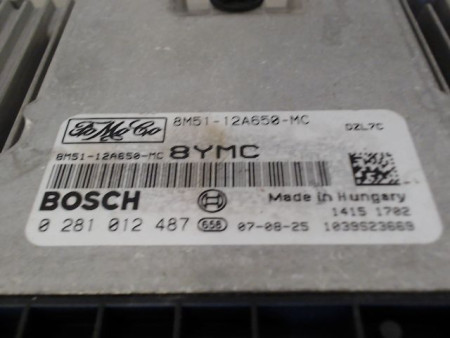 FoMoCo 8M51-12A650-MC DZL7C
8M51-12A650-MC 8YMC
BOSCH Made in Hungary
1415 1702
0 281 012 487 658 07-08-25 1039S23669